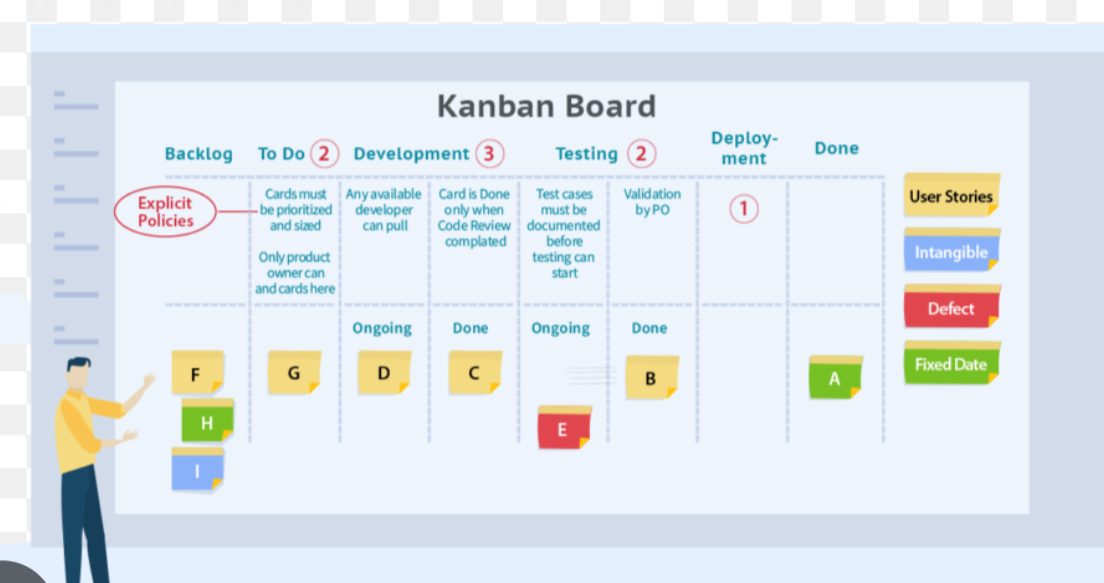 Kanban Board
Backlog
To Do 2
Development 3
Testing 2
Deploy-
ment
Done
Explicit
Policies
Cards must
be prioritized
and sized
Only product
owner can
and cards here
Any available
developer
can pull
Card is Done
only when
Code Review
complated
Test cases
must be
documented
before
testing can
start
Validation
by PO
1
Ongoing
Done
Ongoing
Done
F
G
D
C
B
A
H
E
I
User Stories
Intangible
Defect
Fixed Date